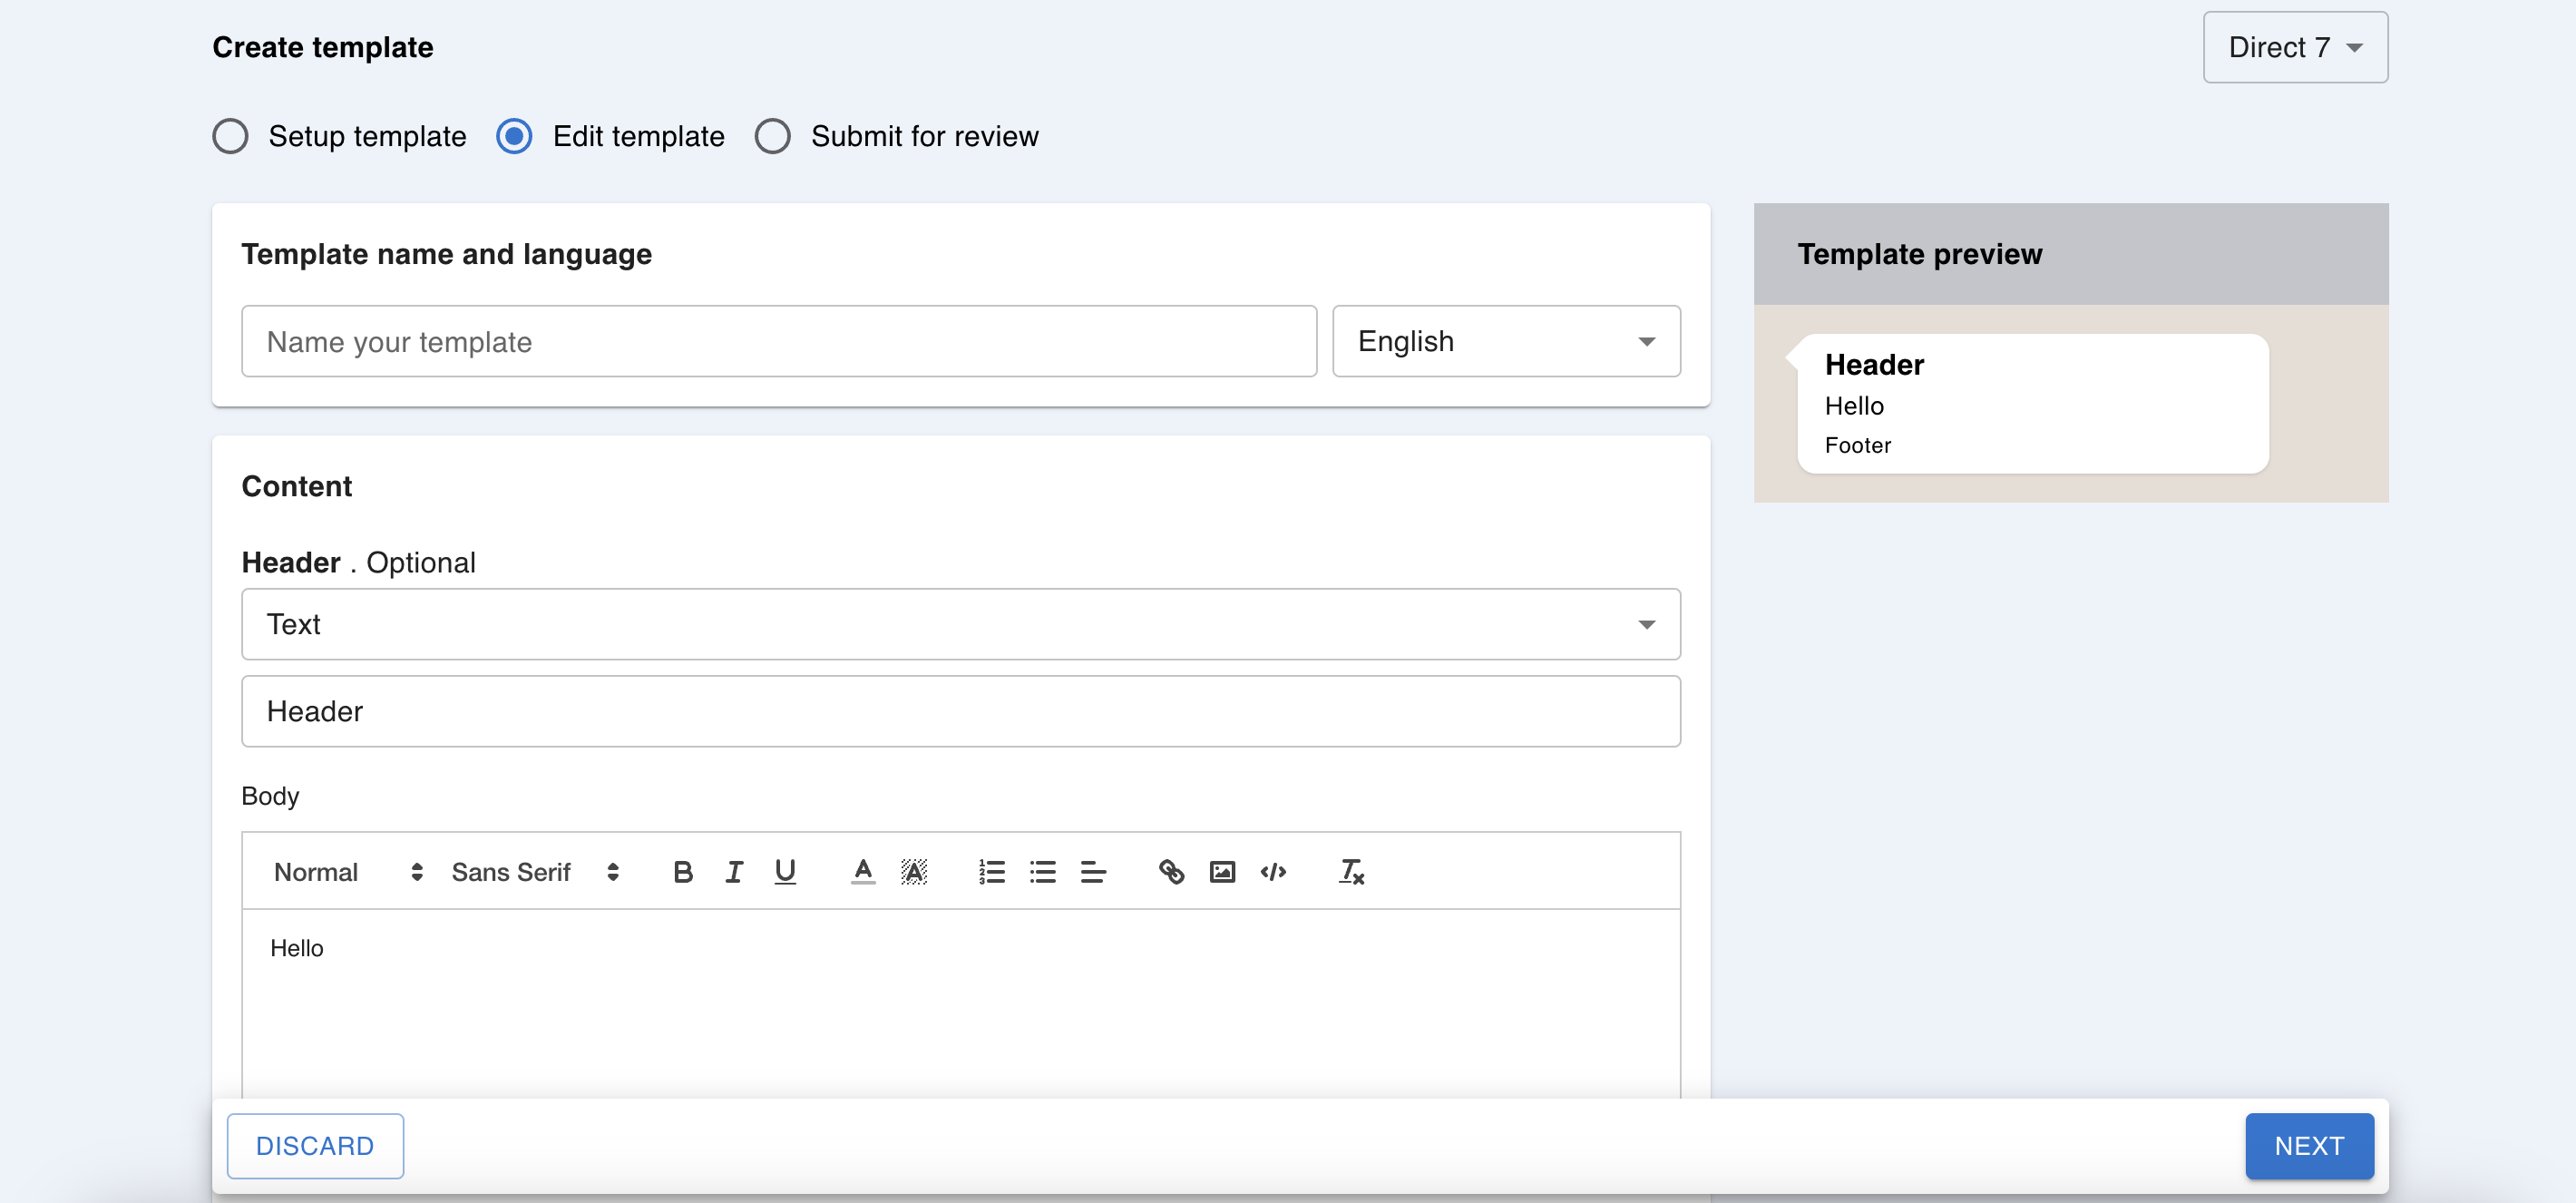 Create template
Direct 7
Setup template Edit template Submit for review
Template name and language
Name your template English
Template preview
Header
Hello
Footer
Content
Header . Optional
Text
Header
Body
Normal Sans Serif
Hello
DISCARD NEXT